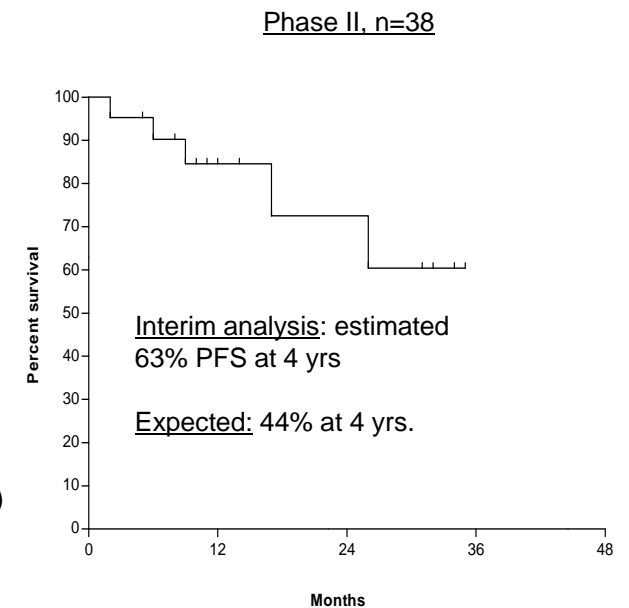 Phase II, n=38
100
90
80
70
60
50
40
30
20
10
0
Percent survival
Interim analysis: estimated
63% PFS at 4 yrs
Expected: 44% at 4 yrs.
)
0 12 24 36 48
Months